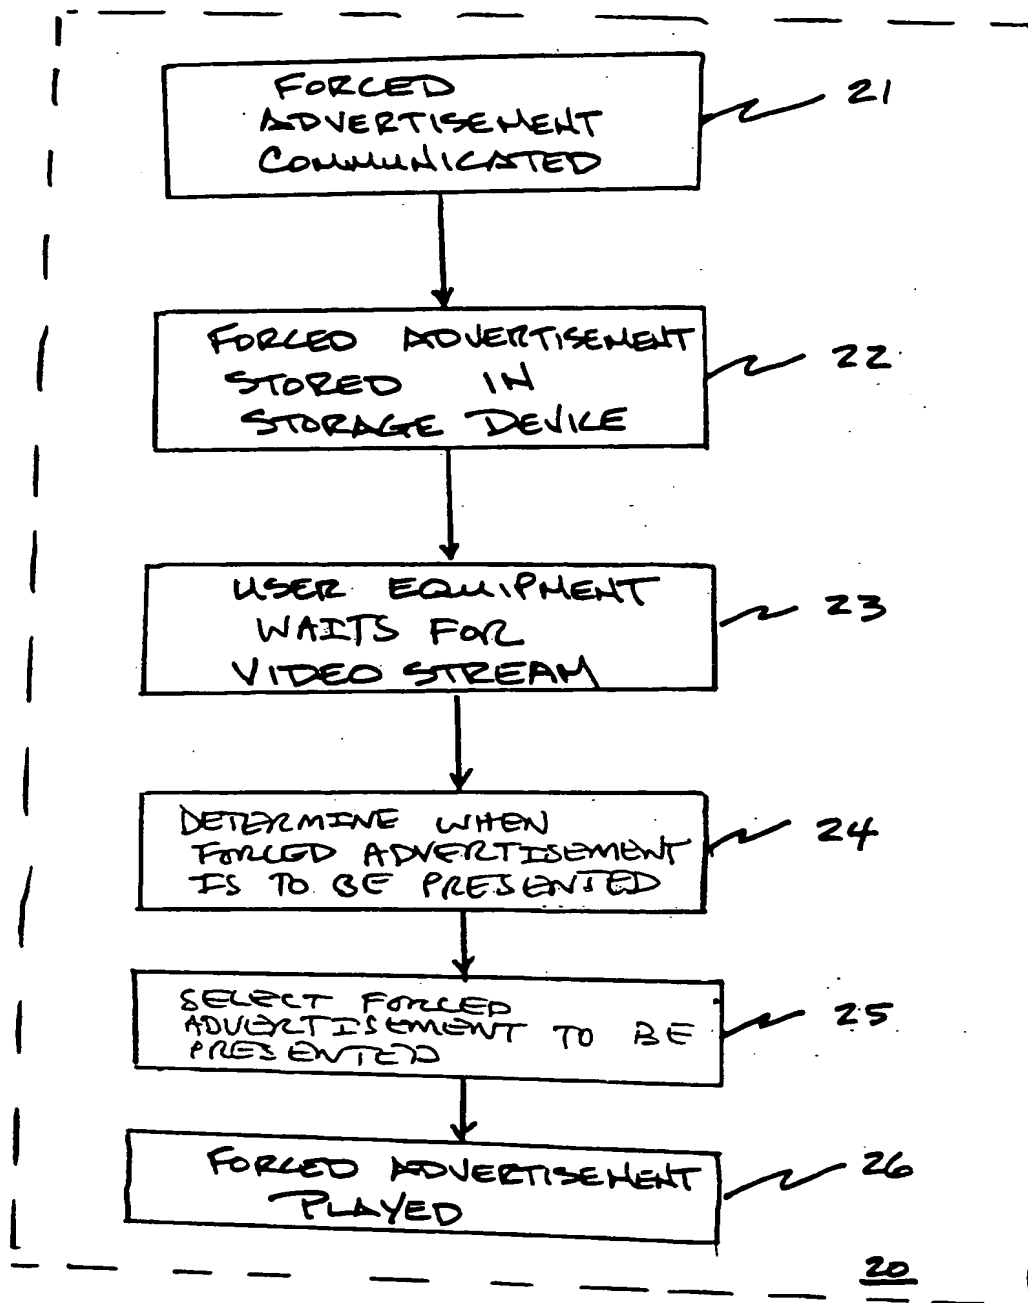 FORCED
ADVERTISEMENT
COMMUNICATED
21
FORCED ADVERTISEMENT
STORED IN
STORAGE DEVICE
22
USER EQUIPMENT
WAITS FOR
VIDEO STREAM
23
DETERMINE WHEN
FORCED ADVERTISEMENT
IS TO BE PRESENTED
24
SELECT FORCED
ADVERTISEMENT TO BE
PRESENTED
25
FORCED ADVERTISEMENT
PLAYED
26
20